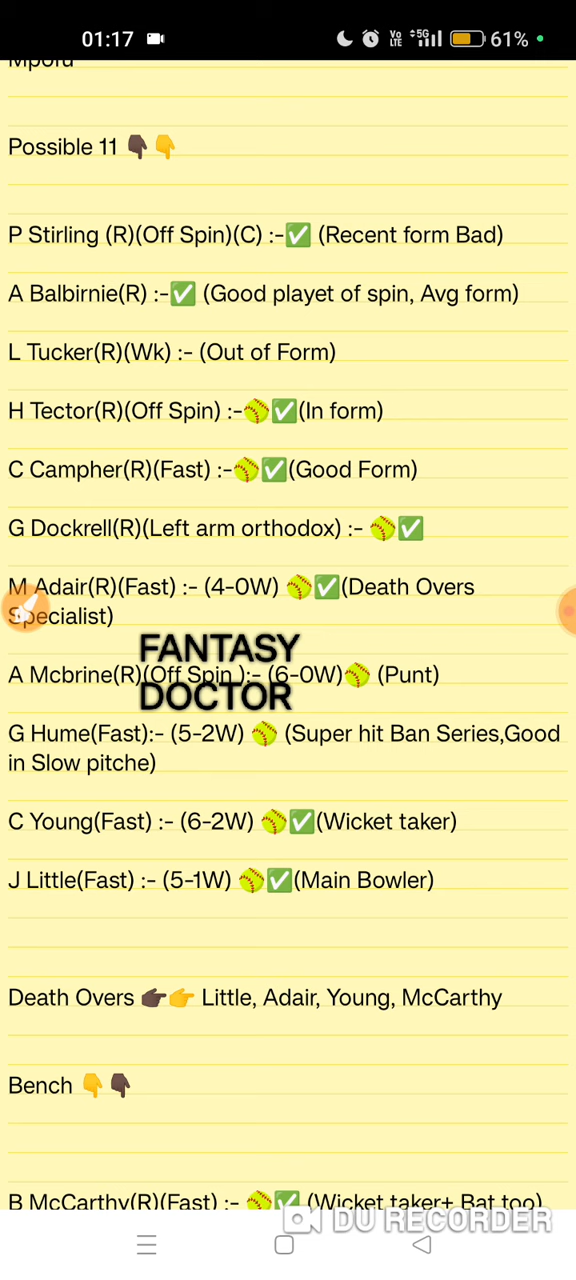 01:17
Vo LTE 5G 61%
Mpofu
Possible 11 👇🏿👇
P Stirling (R)(Off Spin)(C) :-✅ (Recent form Bad)
A Balbirnie(R) :-✅ (Good playet of spin, Avg form)
L Tucker(R)(Wk) :- (Out of Form)
H Tector(R)(Off Spin) :-🥎✅(In form)
C Campher(R)(Fast) :-🥎✅(Good Form)
G Dockrell(R)(Left arm orthodox) :- 🥎✅
M Adair(R)(Fast) :- (4-0W) 🥎✅(Death Overs
Specialist)
FANTASY
A Mcbrine(R)(Off Spin ):- (6-0W)🥎 (Punt)
DOCTOR
G Hume(Fast):- (5-2W) 🥎 (Super hit Ban Series,Good
in Slow pitche)
C Young(Fast) :- (6-2W) 🥎✅(Wicket taker)
J Little(Fast) :- (5-1W) 🥎✅(Main Bowler)
Death Overs 👉🏿👉 Little, Adair, Young, McCarthy
Bench 👇👇🏿
B McCarthy(R)(Fast) :- 🥎✅ (Wicket taker+ Bat too)
DU RECORDER